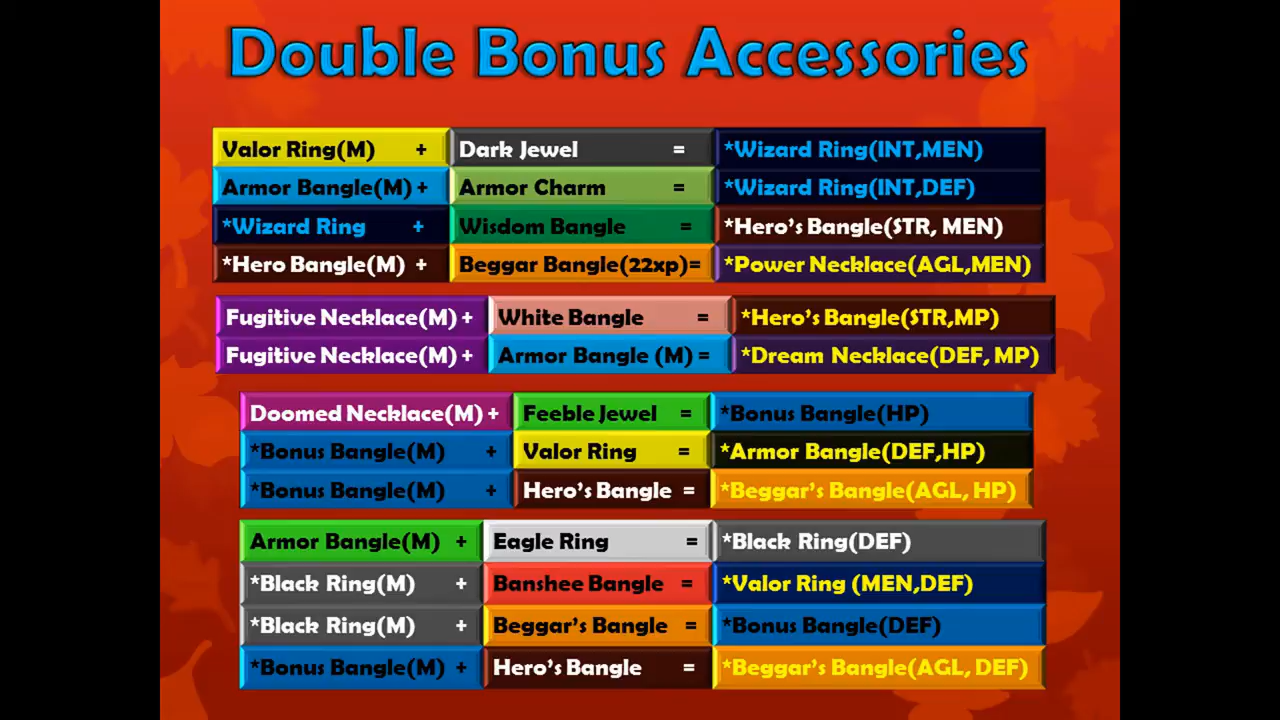 Double Bonus Accessories
Valor Ring(M) + Dark Jewel = *Wizard Ring(INT,MEN)
Armor Bangle(M) + Armor Charm = *Wizard Ring(INT,DEF)
*Wizard Ring + Wisdom Bangle = *Hero's Bangle(STR, MEN)
*Hero Bangle(M) + Beggar Bangle(22xp)= *Power Necklace(AGL,MEN)
Fugitive Necklace(M) + White Bangle = *Hero's Bangle(STR,MP)
Fugitive Necklace(M) + Armor Bangle (M) = *Dream Necklace(DEF, MP)
Doomed Necklace(M) + Feeble Jewel = *Bonus Bangle(HP)
*Bonus Bangle(M) + Valor Ring = *Armor Bangle(DEF,HP)
*Bonus Bangle(M) + Hero's Bangle = *Beggar's Bangle(AGL, HP)
Armor Bangle(M) + Eagle Ring = *Black Ring(DEF)
*Black Ring(M) + Banshee Bangle = *Valor Ring (MEN,DEF)
*Black Ring(M) + Beggar's Bangle = *Bonus Bangle(DEF)
*Bonus Bangle(M) + Hero's Bangle = *Beggar's Bangle(AGL, DEF)